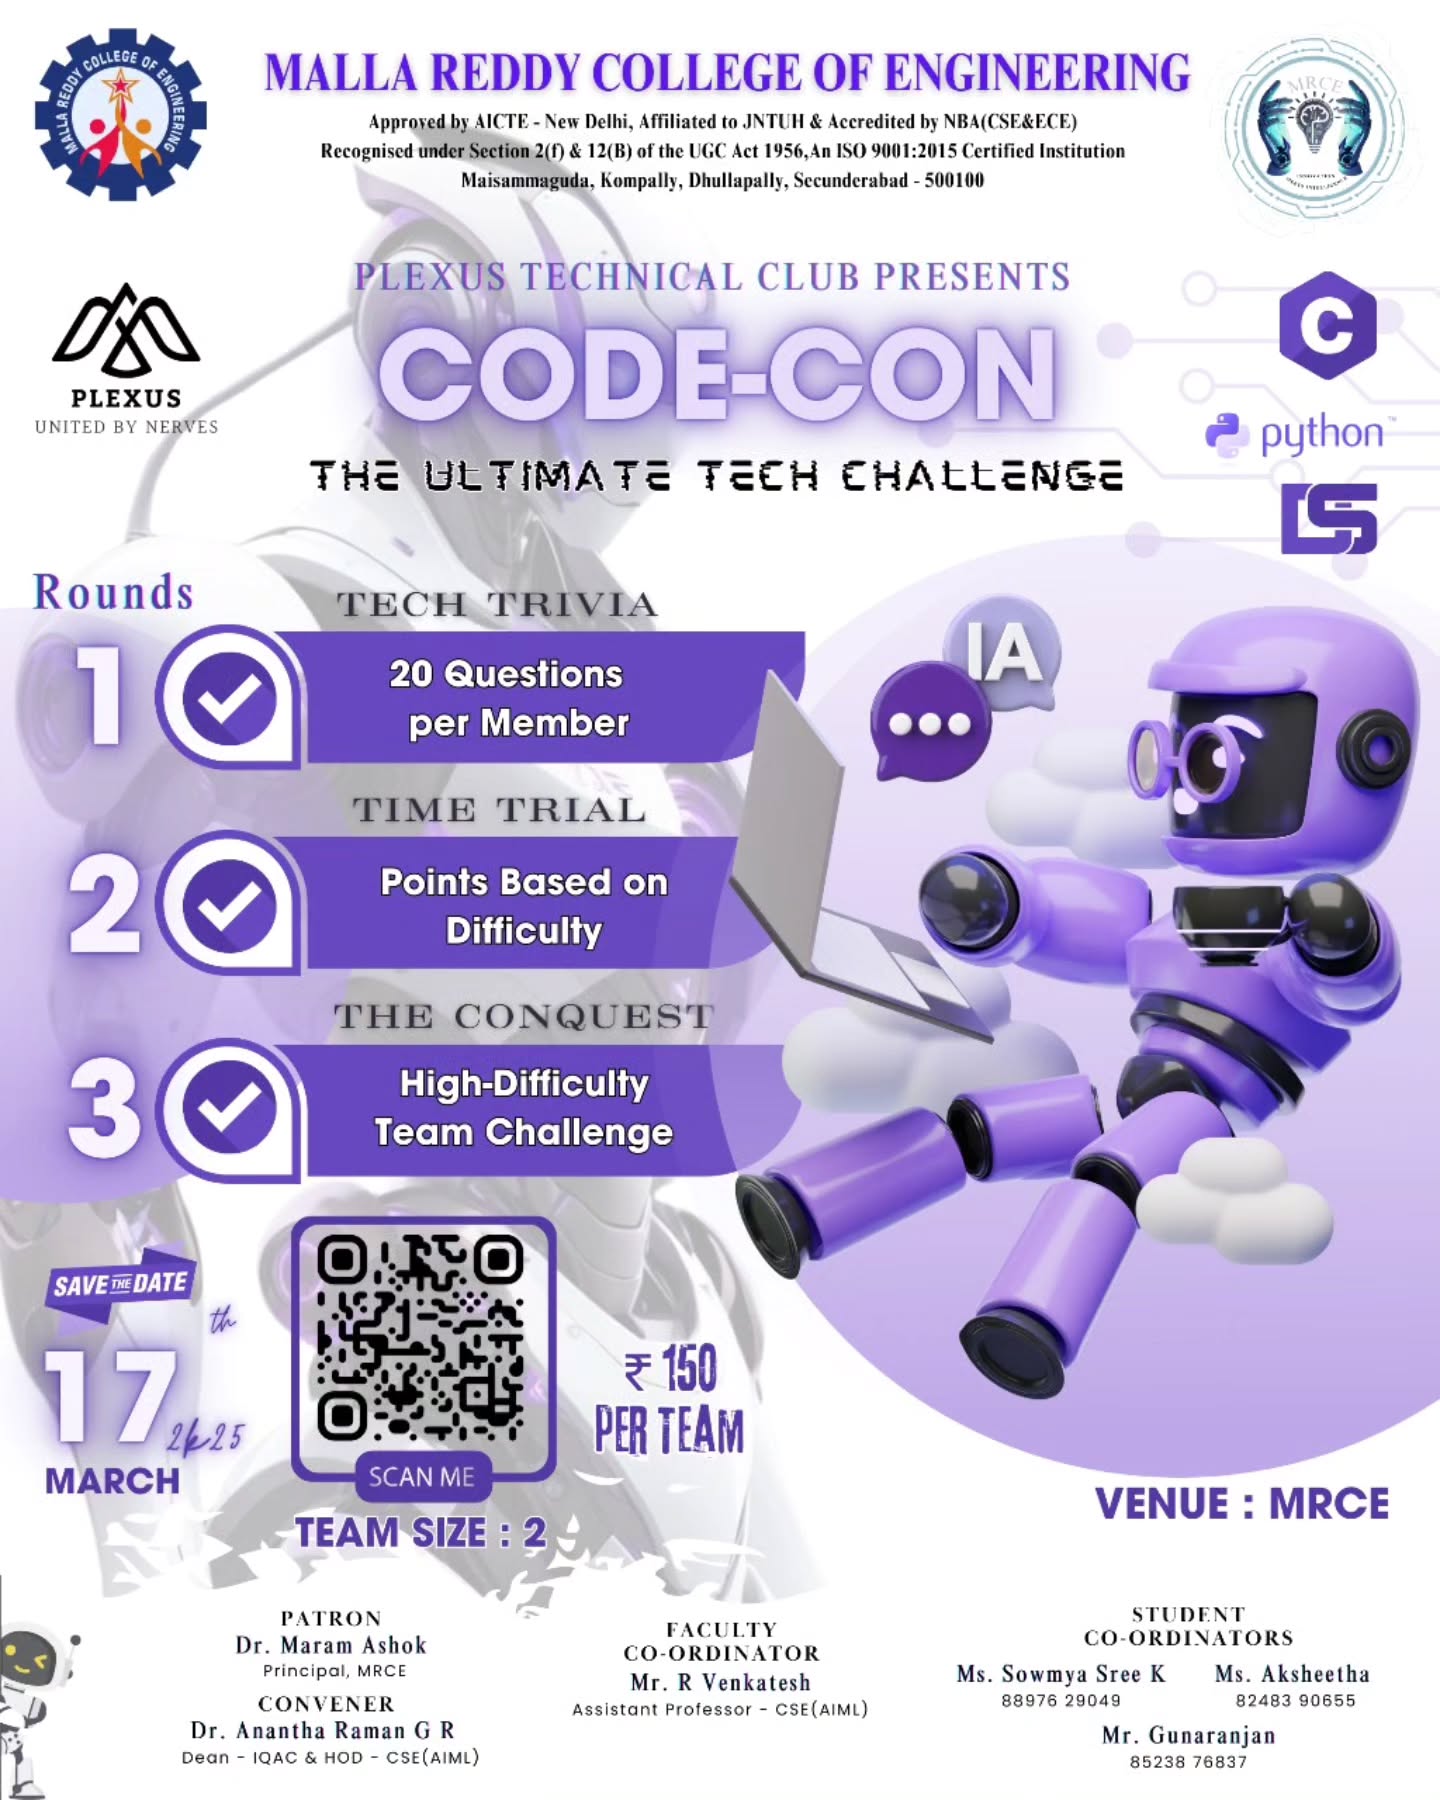 MALLA REDDY COLLEGE OF ENGINEERING
MALLA REDDY COLLEGE OF ENGINEERING
Approved by AICTE - New Delhi, Affiliated to JNTUH & Accredited by NBA(CSE&ECE)
Recognised under Section 2(f) & 12(B) of the UGC Act 1956,An ISO 9001:2015 Certified Institution
Maisammaguda, Kompally, Dhullapally, Secunderabad - 500100
MRCE
PLEXUS TECHNICAL CLUB PRESENTS
CODE-CON
THE ULTIMATE TECH CHALLENGE
PLEXUS
UNITED BY NERVES
C
python™
DS
Rounds
TECH TRIVIA
1
20 Questions
per Member
TIME TRIAL
2
Points Based on
Difficulty
THE CONQUEST
3
High-Difficulty
Team Challenge
IA
SAVE THE DATE
17th
2k25
MARCH
SCAN ME
TEAM SIZE : 2
₹ 150
PER TEAM
VENUE : MRCE
PATRON
Dr. Maram Ashok
Principal, MRCE
CONVENER
Dr. Anantha Raman G R
Dean - IQAC & HOD - CSE(AIML)
FACULTY
CO-ORDINATOR
Mr. R Venkatesh
Assistant Professor - CSE(AIML)
STUDENT
CO-ORDINATORS
Ms. Sowmya Sree K
88976 29049
Ms. Aksheetha
82483 90655
Mr. Gunaranjan
85238 76837